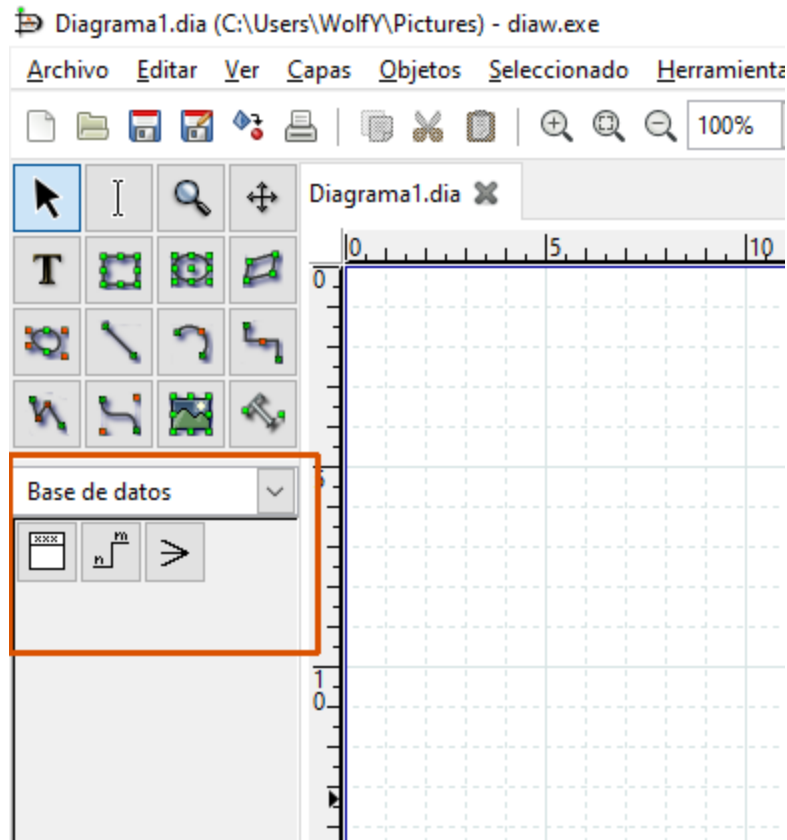 Diagrama1.dia (C:\Users\WolfY\Pictures) - diaw.exe
Archivo Editar Ver Capas Objetos Seleccionado Herramienta
100%
Diagrama1.dia
0 5 10
0
T
Base de datos
5
xxx n m
1
0